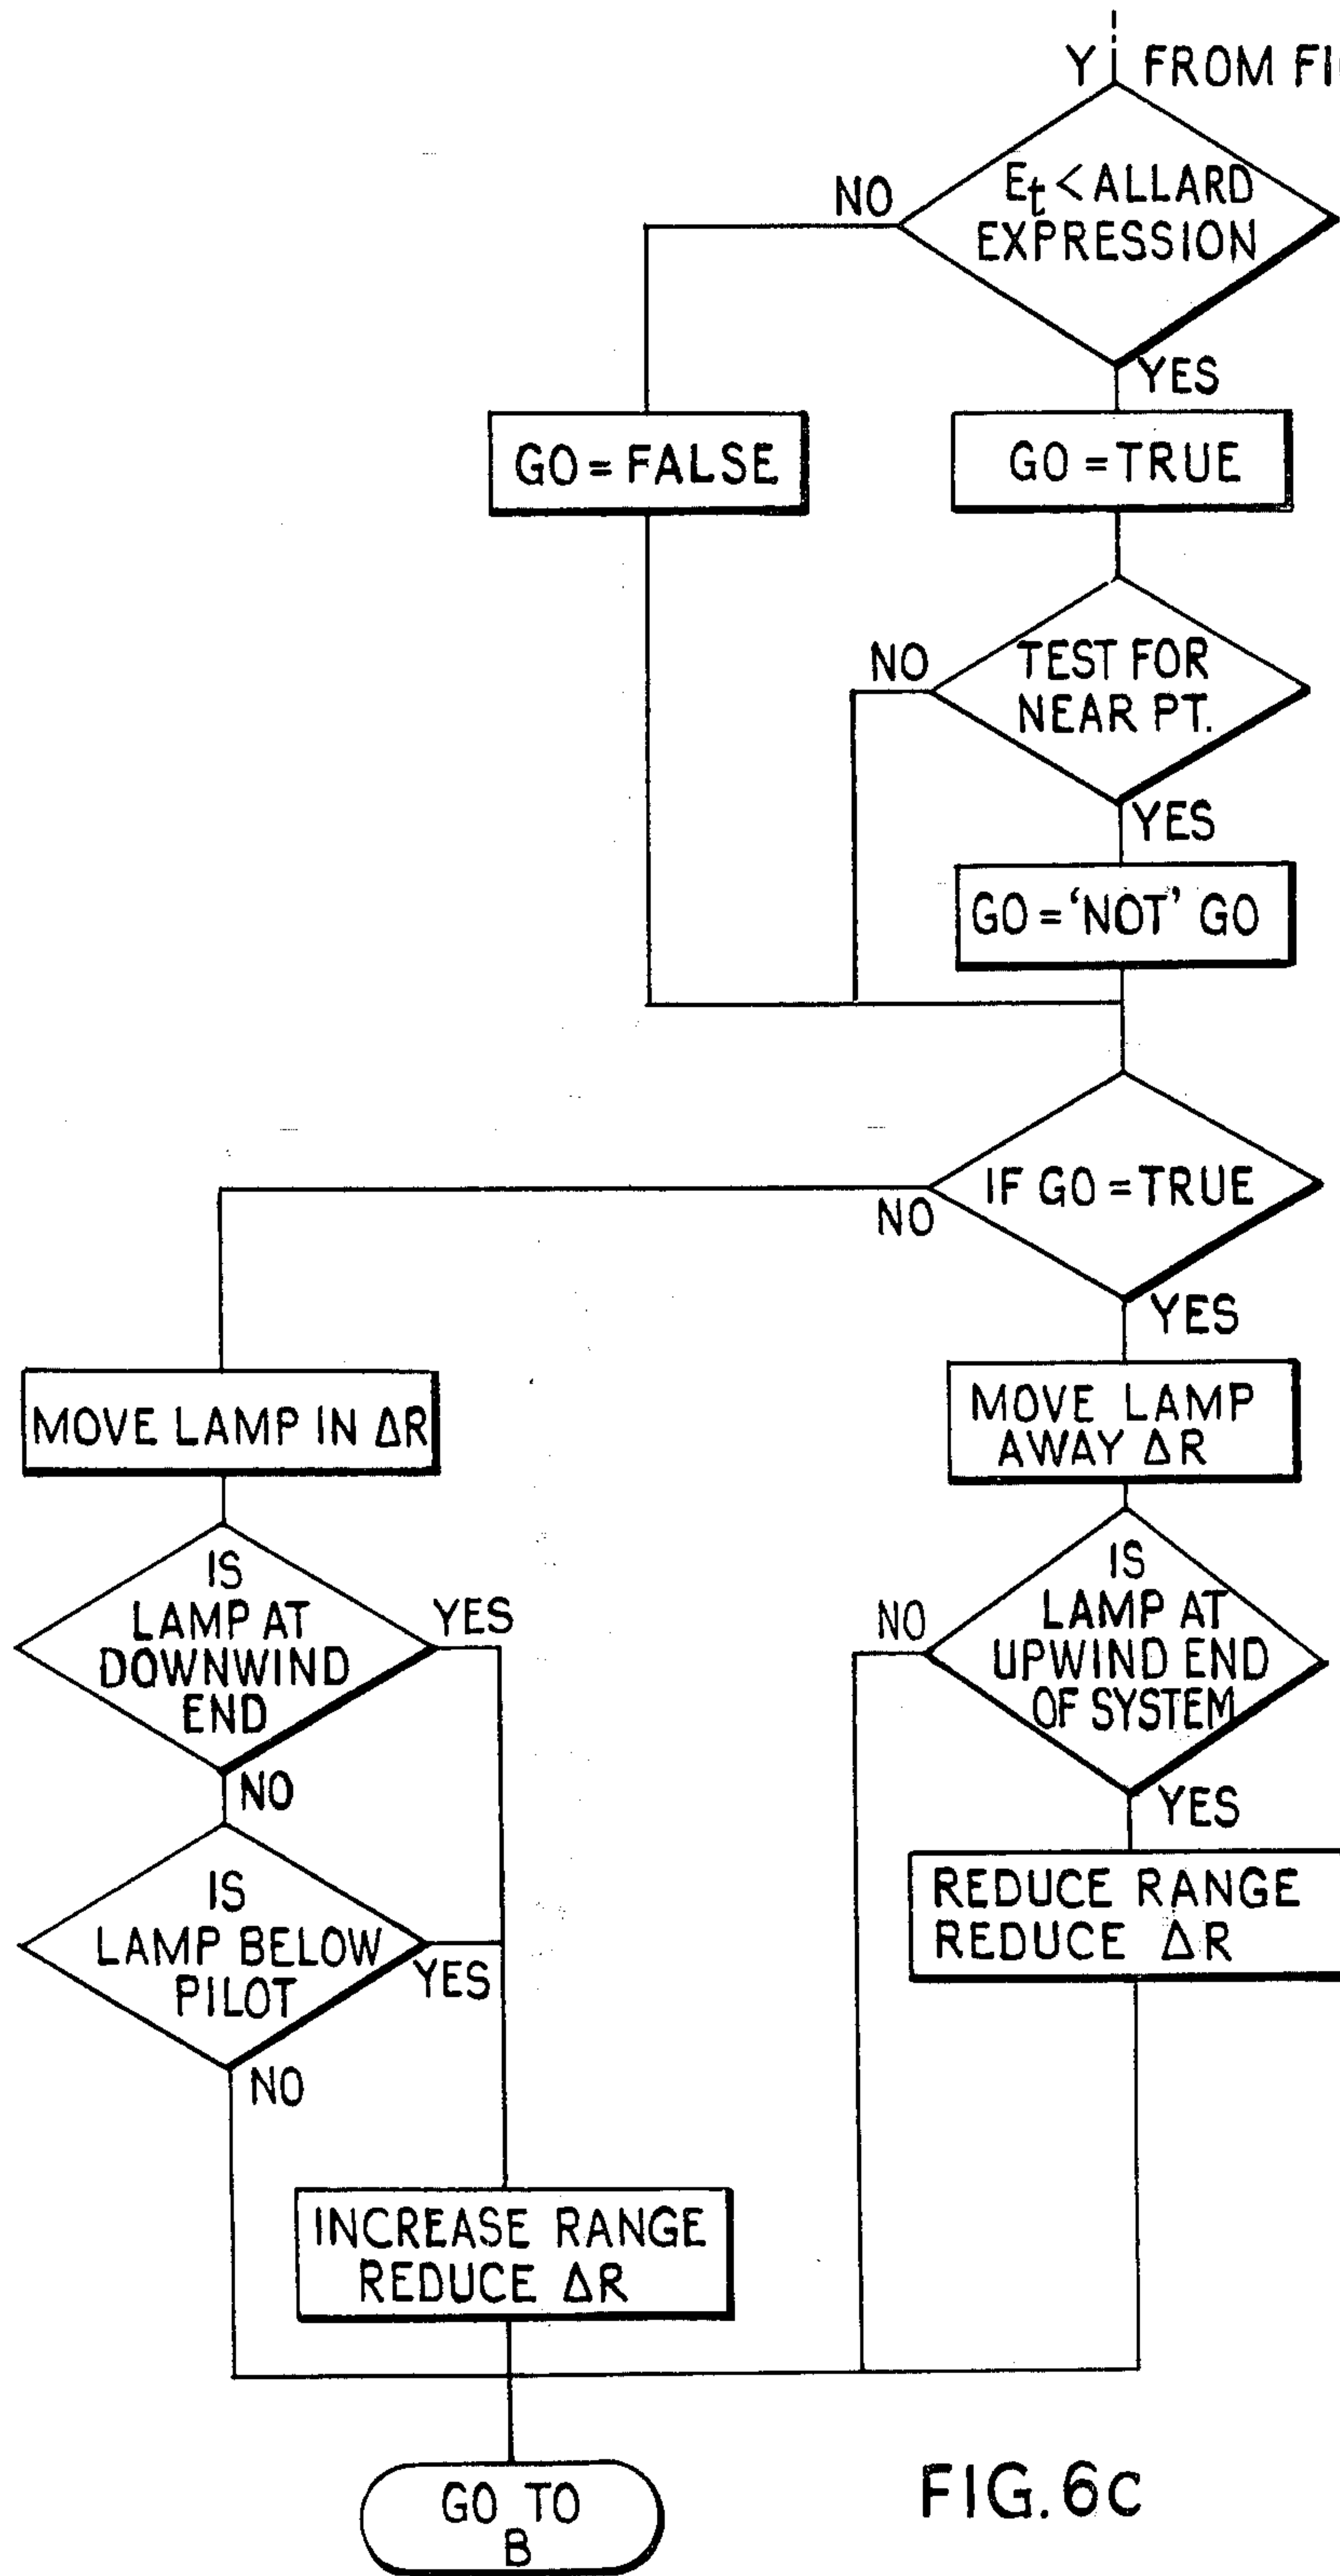 Y FROM
NO
Et < ALLARD
EXPRESSION
YES
GO = FALSE
GO = TRUE
NO
TEST FOR
NEAR PT.
YES
GO = 'NOT' GO
IF GO = TRUE
NO
YES
MOVE LAMP IN ΔR
MOVE LAMP
AWAY ΔR
IS
LAMP AT
DOWNWIND
END
YES
NO
IS
LAMP AT
UPWIND END
OF SYSTEM
NO
YES
IS
LAMP BELOW
PILOT
YES
NO
REDUCE RANGE
REDUCE ΔR
INCREASE RANGE
REDUCE ΔR
GO TO
B
FIG. 6c